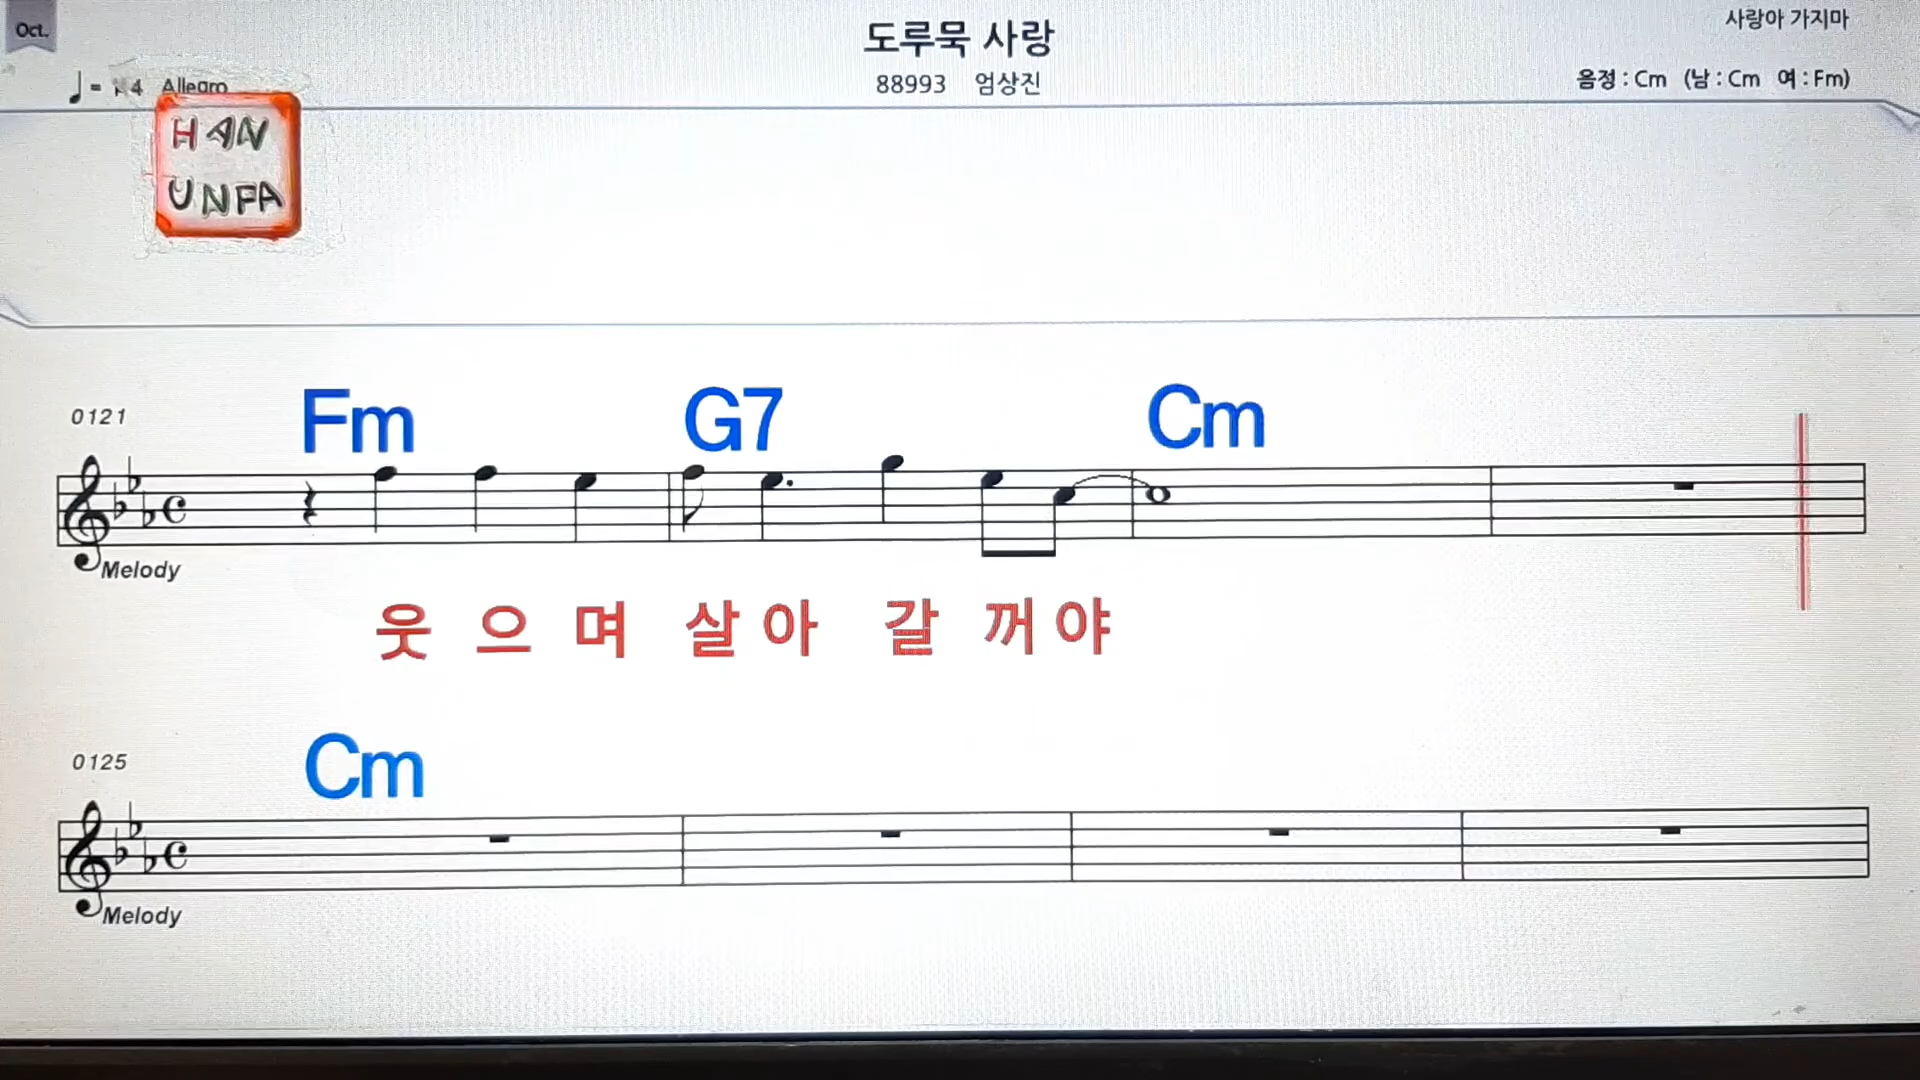 Oct.
도루묵 사랑
사랑아 가지마
Allegro
88993 엄상진
음정 : Cm (남 : Cm 여 : Fm)
HAN
UNFA
0121
Fm G7 Cm
Melody
웃 으 며 살 아 갈 꺼 야
0125
Cm
Melody